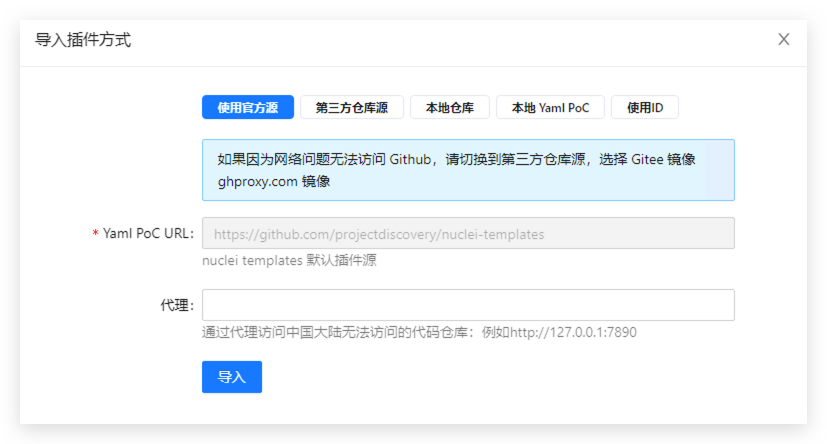 导入插件方式
使用官方源
第三方仓库源
本地仓库
本地 Yaml PoC
使用ID
如果因为网络问题无法访问 Github，请切换到第三方仓库源，选择 Gitee 镜像
ghproxy.com 镜像
* Yaml PoC URL:
https://github.com/projectdiscovery/nuclei-templates
nuclei templates 默认插件源
代理:
通过代理访问中国大陆无法访问的代码仓库：例如http://127.0.0.1:7890
导入